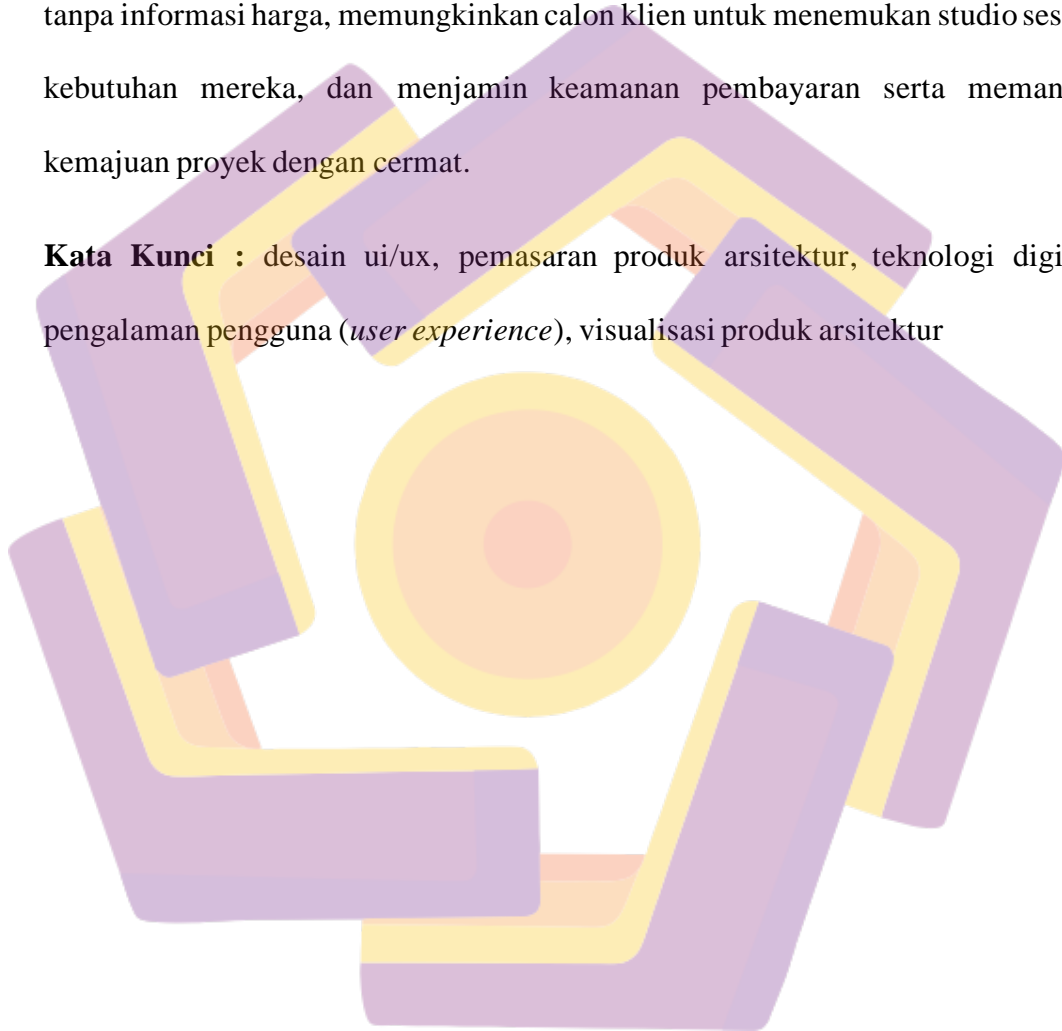 tanpa informasi harga, memungkinkan calon klien untuk menemukan studio ses
kebutuhan mereka, dan menjamin keamanan pembayaran serta meman
kemajuan proyek dengan cermat.
Kata Kunci : desain ui/ux, pemasaran produk arsitektur, teknologi digi
pengalaman pengguna (user experience), visualisasi produk arsitektur